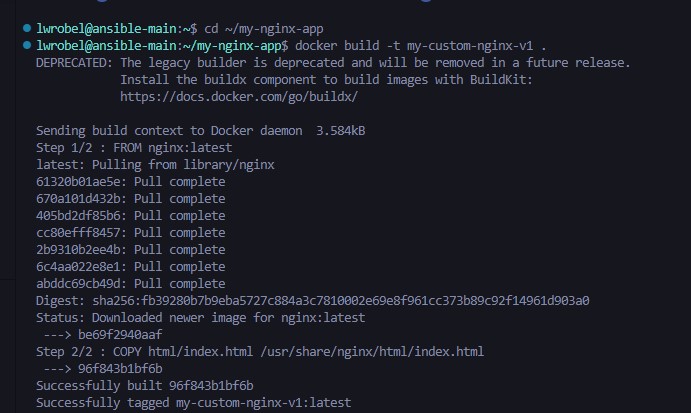 lwrobel@ansible-main:~$ cd ~/my-nginx-app
lwrobel@ansible-main:~/my-nginx-app$ docker build -t my-custom-nginx-v1 .
DEPRECATED: The legacy builder is deprecated and will be removed in a future release.
Install the buildx component to build images with BuildKit:
https://docs.docker.com/go/buildx/
Sending build context to Docker daemon  3.584kB
Step 1/2 : FROM nginx:latest
latest: Pulling from library/nginx
61320b01ae5e: Pull complete
670a101d432b: Pull complete
405bd2df85b6: Pull complete
cc80efff8457: Pull complete
2b9310b2ee4b: Pull complete
6c4aa022e8e1: Pull complete
abddc69cb49d: Pull complete
Digest: sha256:fb39280b7b9eba5727c884a3c7810002e69e8f961cc373b89c92f14961d903a0
Status: Downloaded newer image for nginx:latest
---> be69f2940aaf
Step 2/2 : COPY html/index.html /usr/share/nginx/html/index.html
---> 96f843b1bf6b
Successfully built 96f843b1bf6b
Successfully tagged my-custom-nginx-v1:latest